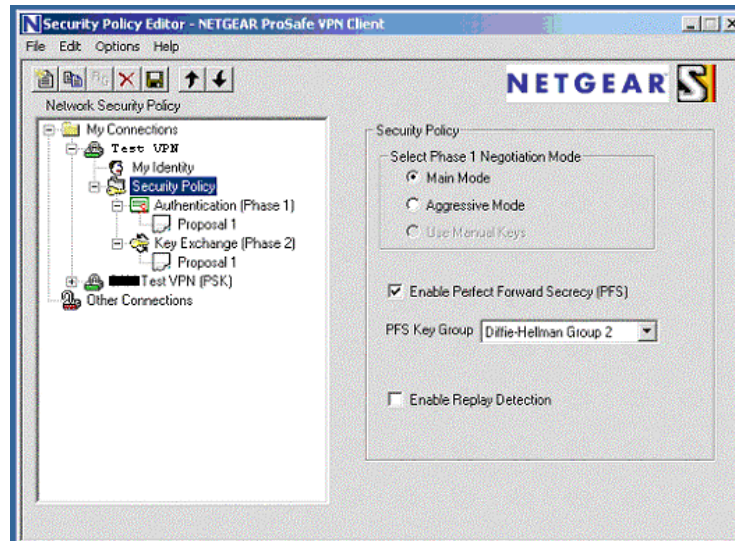 Security Policy Editor - NETGEAR ProSafe VPN Client
File Edit Options Help
NETGEAR
Network Security Policy
My Connections
Test VPN
My Identity
Security Policy
Authentication (Phase 1)
Proposal 1
Key Exchange (Phase 2)
Proposal 1
Test VPN (PSK)
Other Connections
Security Policy
Select Phase 1 Negotiation Mode
Main Mode
Aggressive Mode
Use Manual Keys
Enable Perfect Forward Secrecy (PFS)
PFS Key Group Diffie-Hellman Group 2
Enable Replay Detection